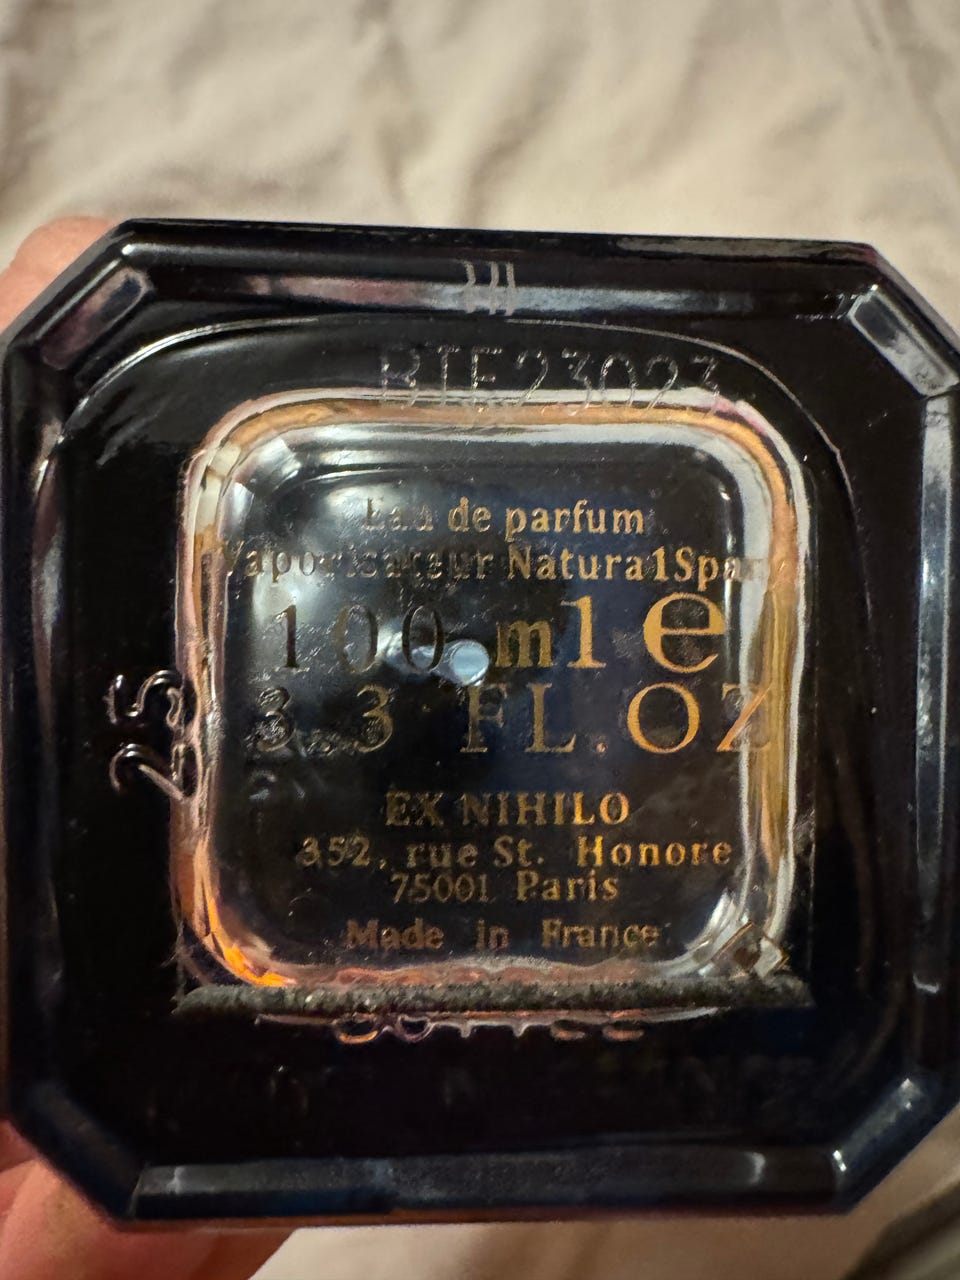 BTE23023
Eau de parfum
Vaporisateur Natura1Spray
100 ml e
3.3 FL.OZ
25
EX NIHILO
352, rue St. Honore
75001 Paris
Made in France